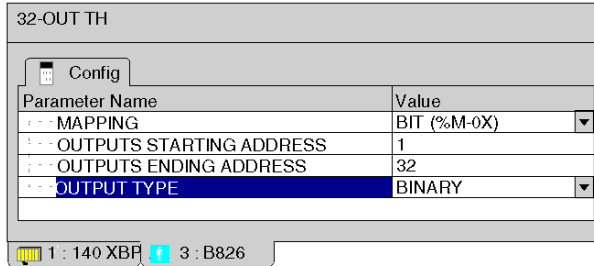 32-OUT TH
Config
Parameter Name Value
MAPPING BIT (%M-0X)
OUTPUTS STARTING ADDRESS 1
OUTPUTS ENDING ADDRESS 32
OUTPUT TYPE BINARY
1 : 140 XBP 3 : B826